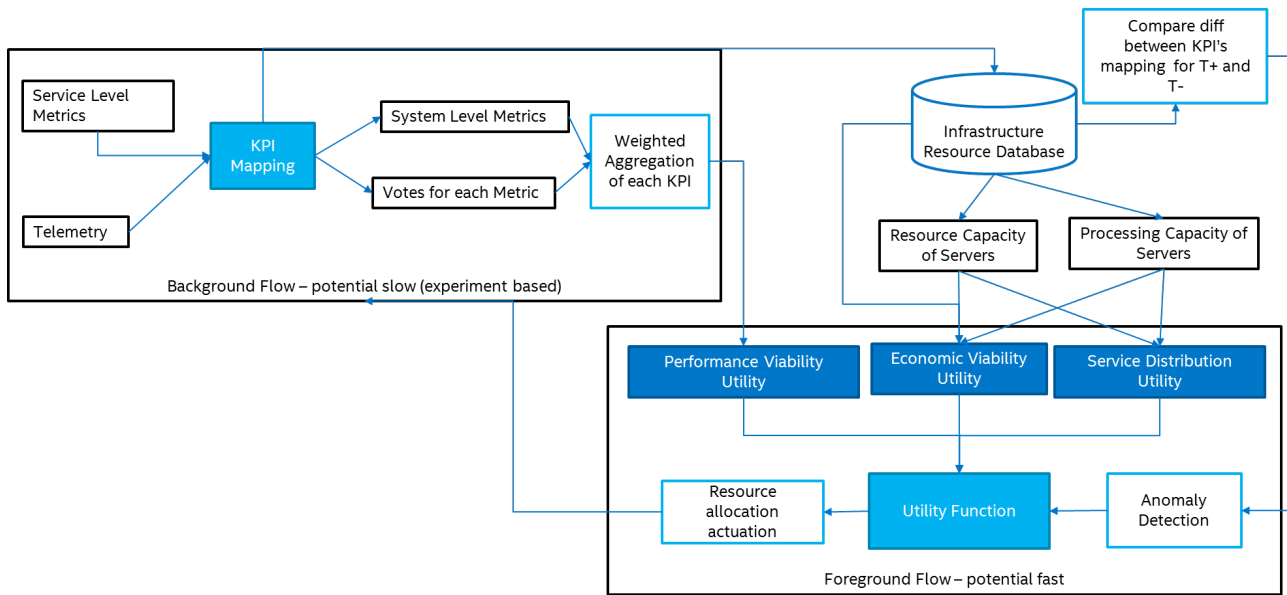 Service Level
Metrics
Telemetry
KPI
Mapping
System Level Metrics
Votes for each Metric
Weighted
Aggregation
of each KPI
Background Flow – potential slow (experiment based)
Compare diff
between KPI's
mapping for T+ and
T-
Infrastructure
Resource Database
Resource Capacity
of Servers
Processing Capacity of
Servers
Performance Viability
Utility
Economic Viability
Utility
Service Distribution
Utility
Resource
allocation
actuation
Utility Function
Anomaly
Detection
Foreground Flow – potential fast